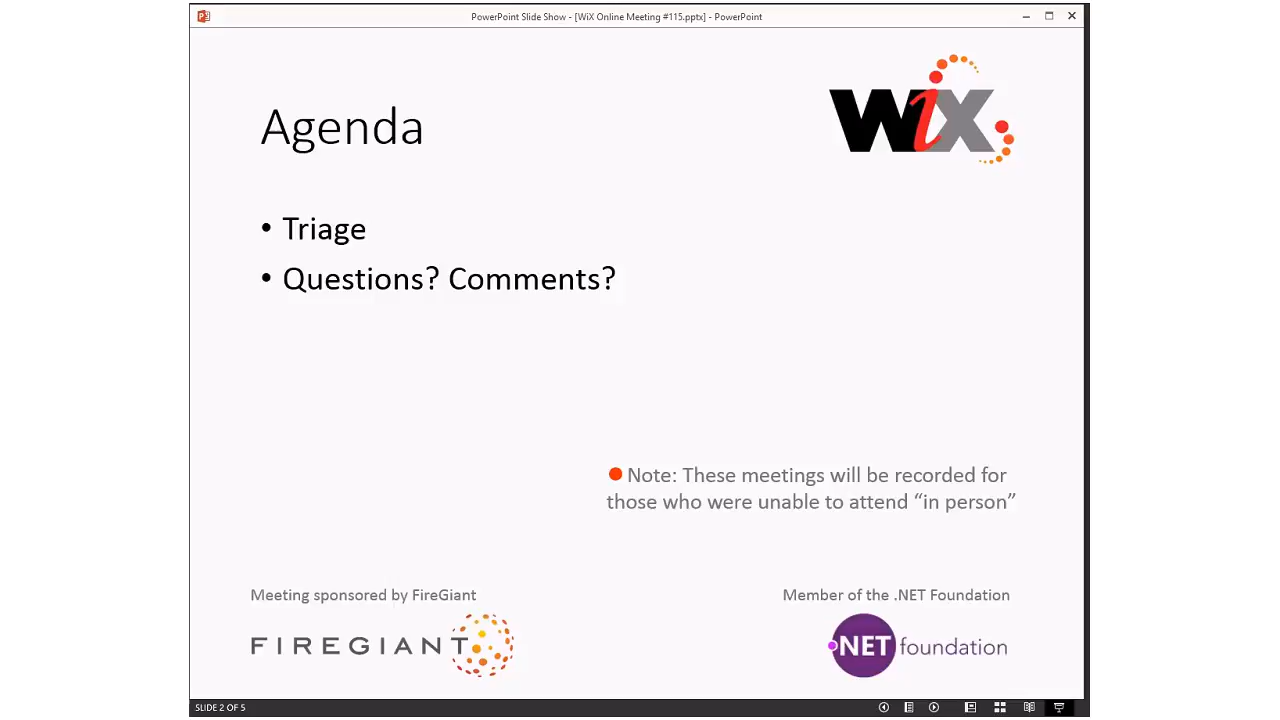 PowerPoint Slide Show - [WiX Online Meeting #115.pptx] - PowerPoint
WiX
Agenda
• Triage
• Questions? Comments?
Note: These meetings will be recorded for
those who were unable to attend “in person”
Meeting sponsored by FireGiant
Member of the .NET Foundation
FIREGIANT
.NET foundation
SLIDE 2 OF 5